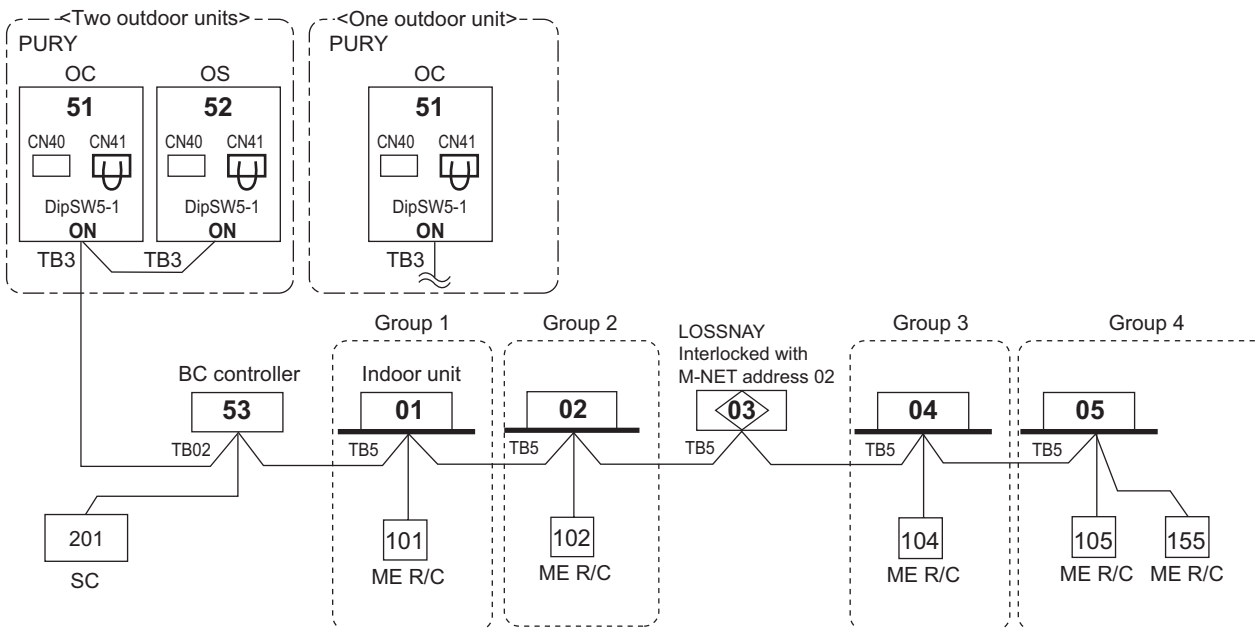 <Two outdoor units>
PURY
OC
OS
51
52
CN40 CN41
CN40 CN41
DipSW5-1
DipSW5-1
ON
ON
TB3
TB3
<One outdoor unit>
PURY
OC
51
CN40 CN41
DipSW5-1
ON
TB3
Group 1
Group 2
LOSSNAY
Interlocked with
M-NET address 02
Group 3
Group 4
BC controller
Indoor unit
53
01
02
03
04
05
TB02
TB5
TB5
TB5
TB5
TB5
201
SC
101
ME R/C
102
ME R/C
104
ME R/C
105
ME R/C
155
ME R/C